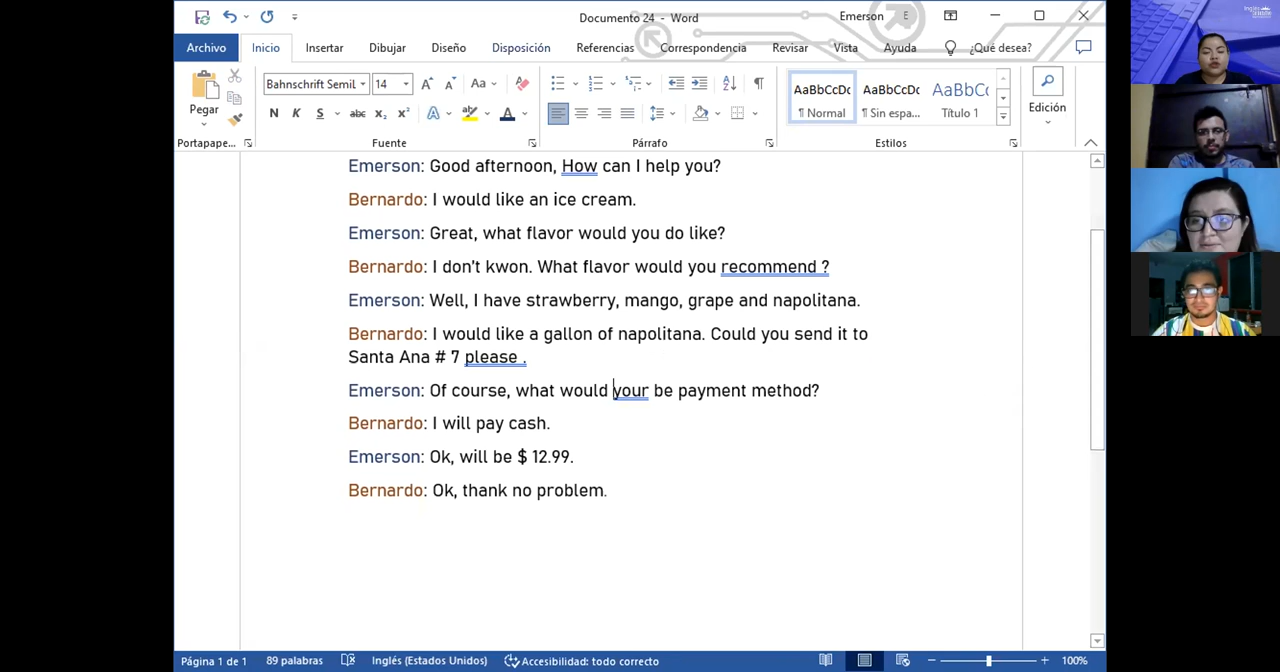 Documento 24 - Word
Emerson E
Archivo Inicio Insertar Dibujar Diseño Disposición Referencias Correspondencia Revisar Vista Ayuda ¿Qué desea?
Pegar Bahnschrift Semil 14 Aa AaBbCcDc AaBbCcDc AaBbCc Edición
N K S abc x₂ x² A A ¶ Normal ¶ Sin espa... Título 1
Portapape... Fuente Párrafo Estilos
Emerson: Good afternoon, How can I help you?
Bernardo: I would like an ice cream.
Emerson: Great, what flavor would you do like?
Bernardo: I don't kwon. What flavor would you recommend ?
Emerson: Well, I have strawberry, mango, grape and napolitana.
Bernardo: I would like a gallon of napolitana. Could you send it to
Santa Ana # 7 please .
Emerson: Of course, what would your be payment method?
Bernardo: I will pay cash.
Emerson: Ok, will be $ 12.99.
Bernardo: Ok, thank no problem.
Página 1 de 1 89 palabras Inglés (Estados Unidos) Accesibilidad: todo correcto 100%